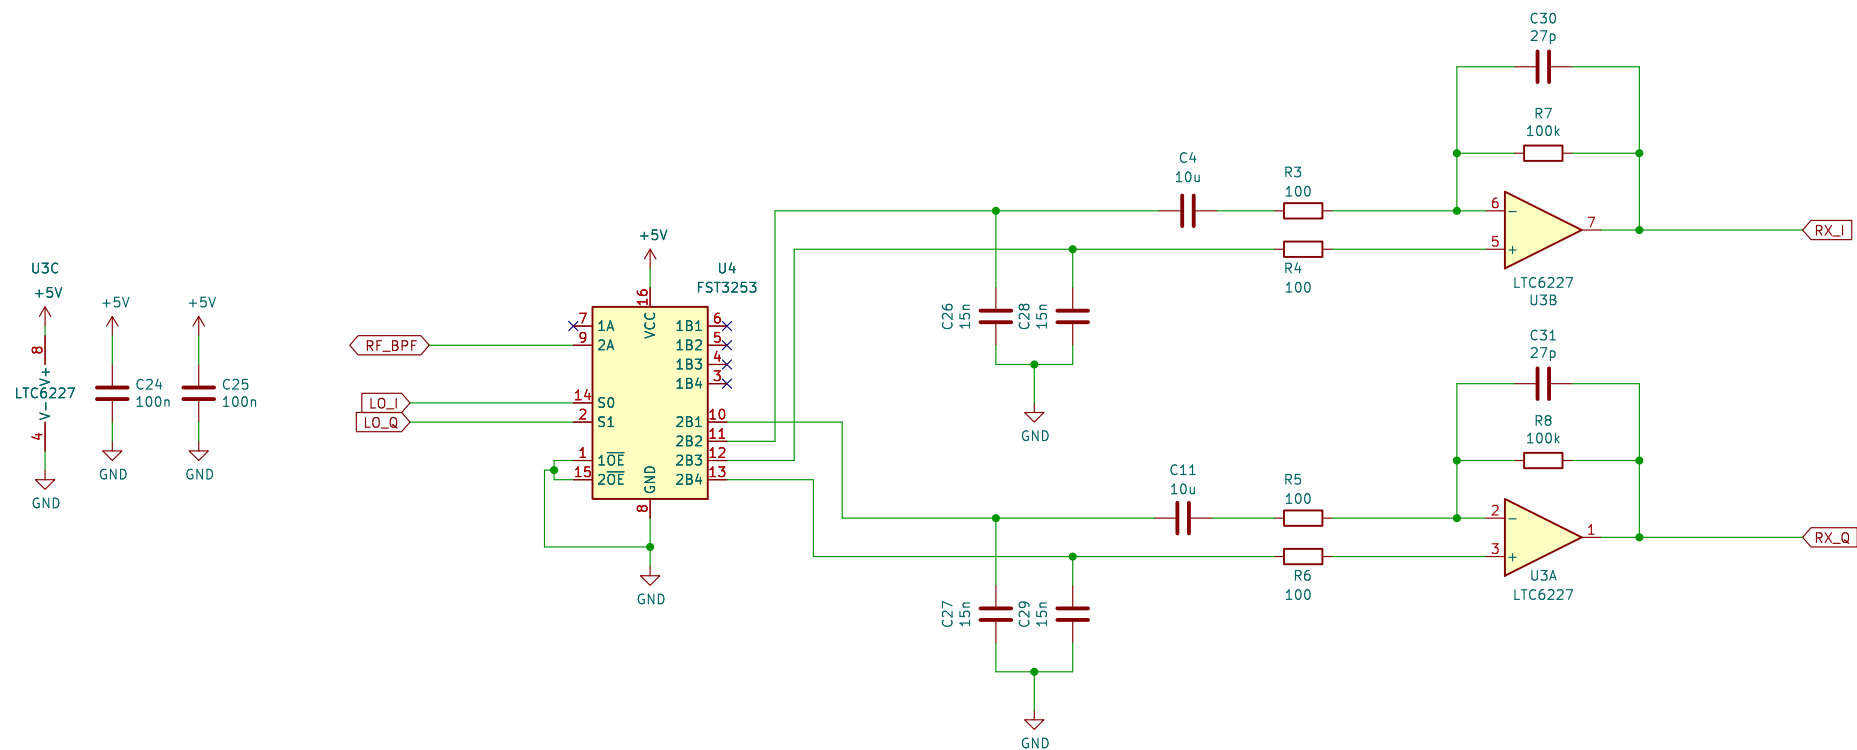 C30
27p
R7
100k
C4
10u
R3
100
6
7
5
RX_I
R4
100
LTC6227
U3B
+5V
U4
FST3253
16
VCC
7
1A
9
2A
RF_BPF
14
S0
LO_I
2
S1
LO_Q
1
1OE
15
2OE
GND
8
GND
1B1
6
1B2
5
1B3
4
1B4
3
2B1
10
2B2
11
2B3
12
2B4
13
U3C
+5V
8
V+
LTC6227
V-
4
GND
+5V
C24
100n
GND
+5V
C25
100n
GND
C26
15n
C28
15n
GND
C31
27p
R8
100k
C11
10u
R5
100
2
1
3
RX_Q
R6
100
U3A
LTC6227
C27
15n
C29
15n
GND